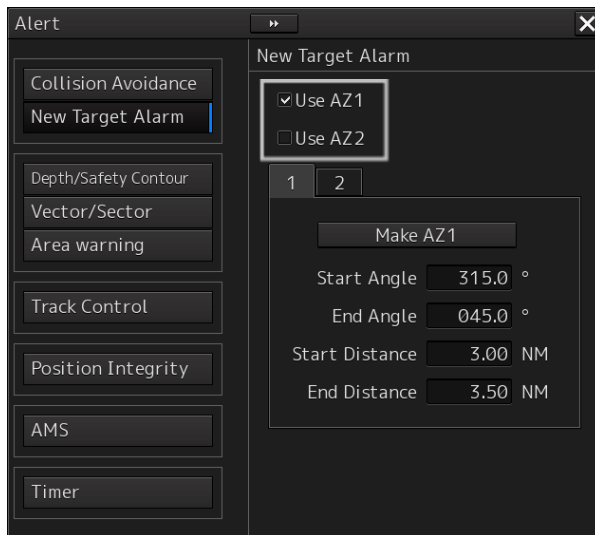 Alert
Collision Avoidance
New Target Alarm
Depth/Safety Contour
Vector/Sector
Area warning
Track Control
Position Integrity
AMS
Timer
New Target Alarm
Use AZ1
Use AZ2
1 2
Make AZ1
Start Angle 315.0 °
End Angle 045.0 °
Start Distance 3.00 NM
End Distance 3.50 NM